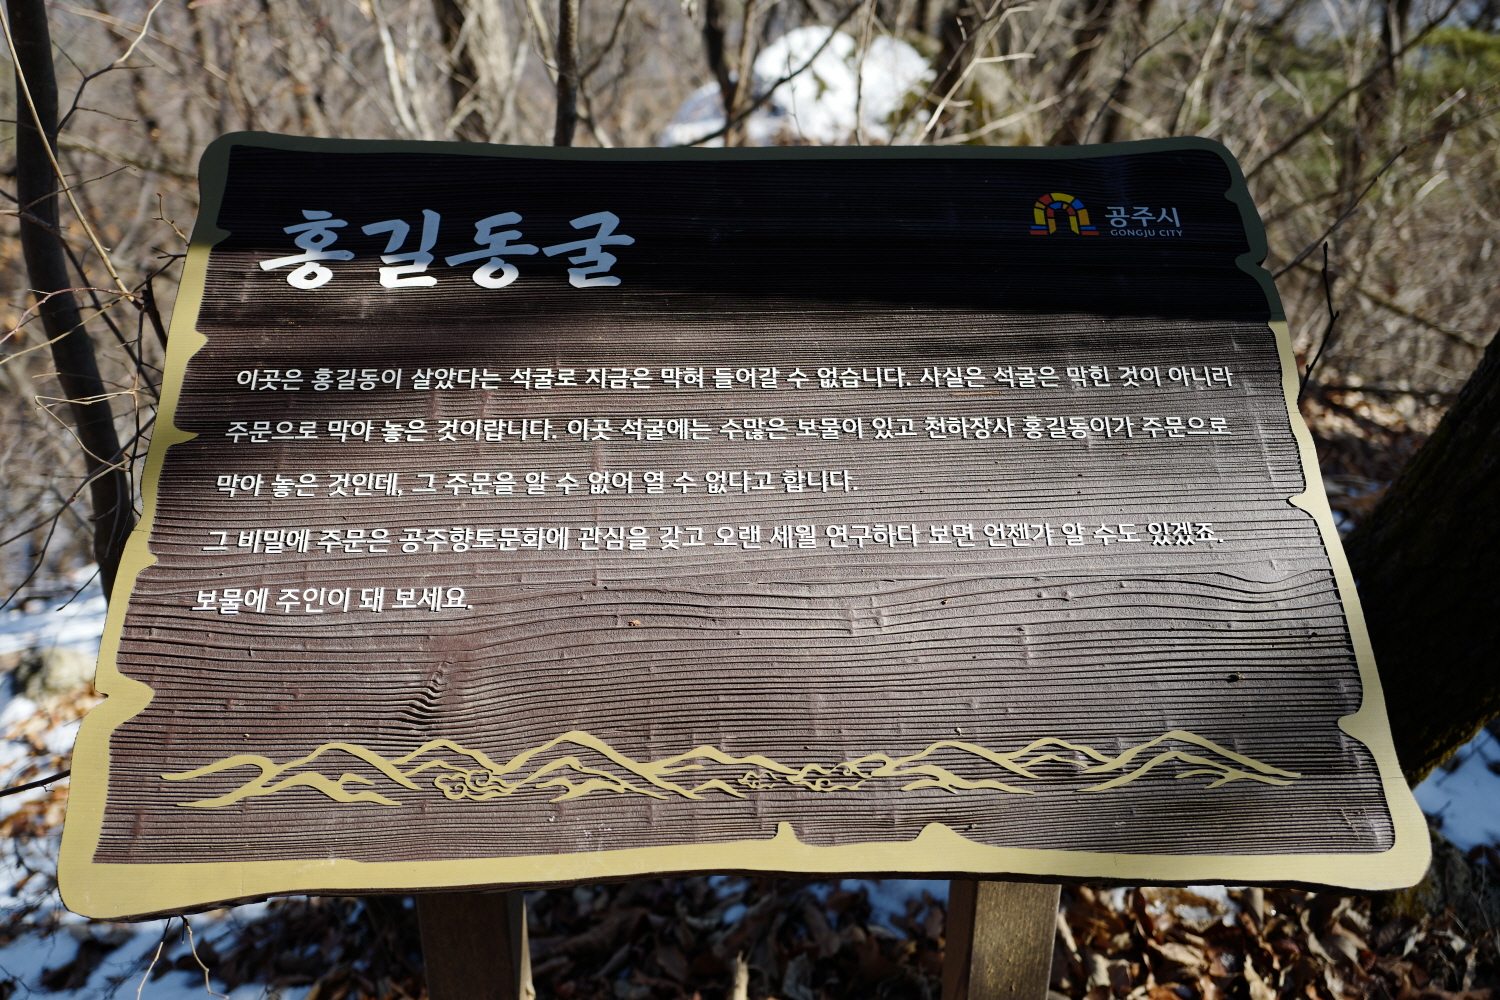 홍길동굴
공주시
GONGJU CITY
이곳은 홍길동이 살았다는 석굴로 지금은 막혀 들어갈 수 없습니다. 사실은 석굴은 막힌 것이 아니라
주문으로 막아 놓은 것이랍니다. 이곳 석굴에는 수많은 보물이 있고 천하장사 홍길동이가 주문으로
막아 놓은 것인데, 그 주문을 알 수 없어 열 수 없다고 합니다.
그 비밀에 주문은 공주향토문화에 관심을 갖고 오랜 세월 연구하다 보면 언젠가 알 수도 있겠죠.
보물에 주인이 돼 보세요.